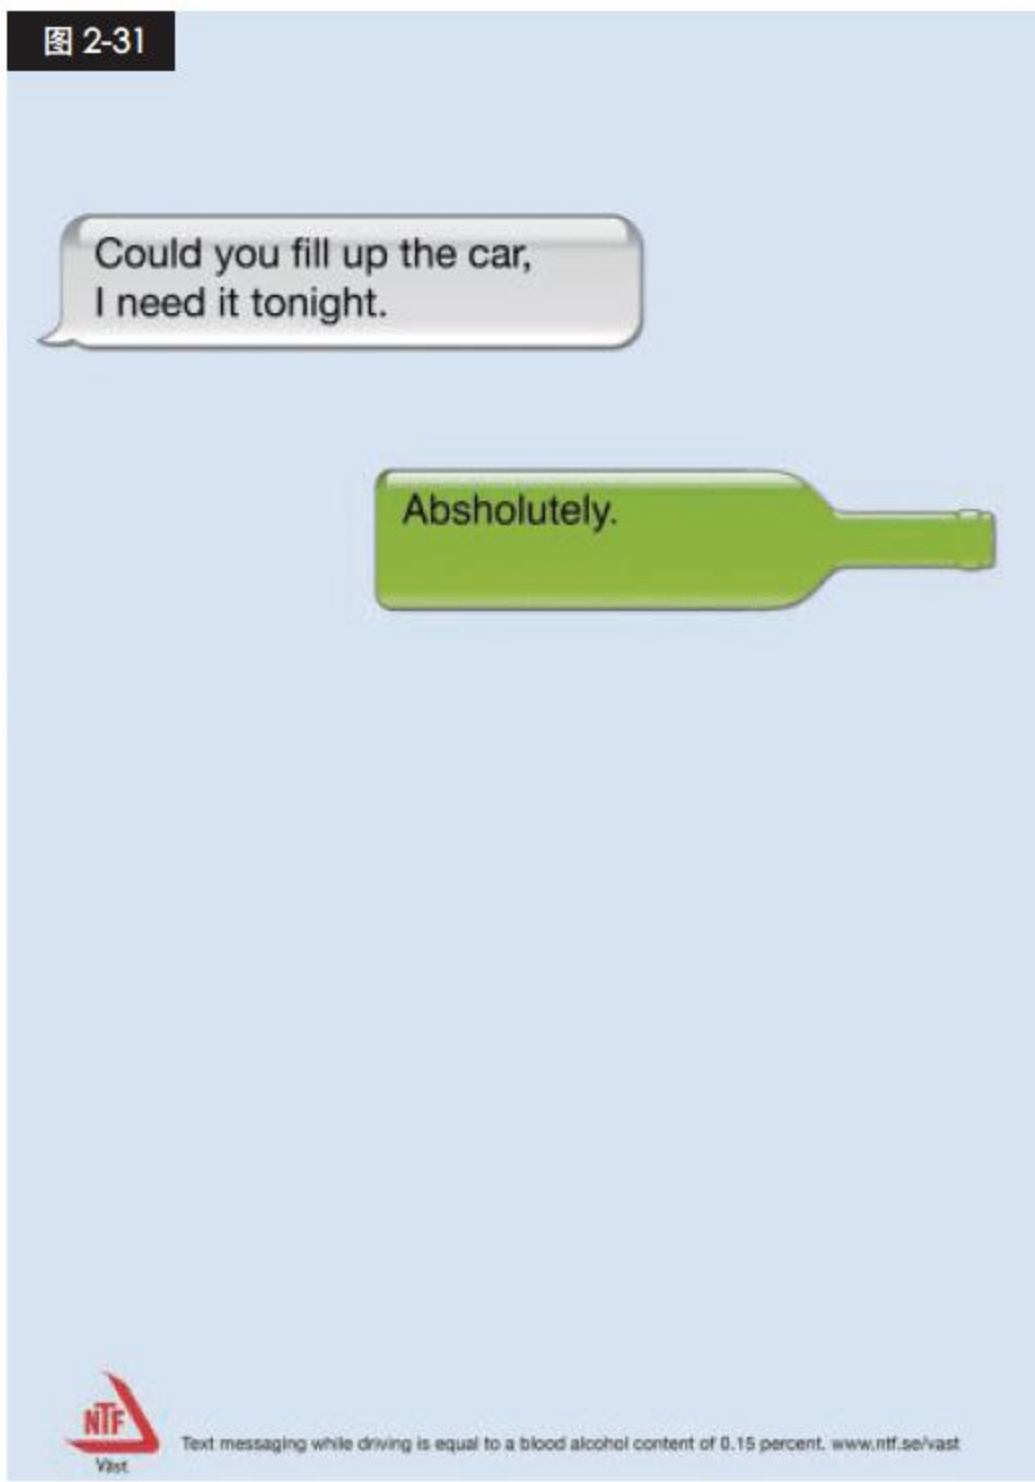 图 2-31
Could you fill up the car,
I need it tonight.
Absholutely.
NTF
Väst
Text messaging while driving is equal to a blood alcohol content of 0.15 percent. www.ntf.se/vast